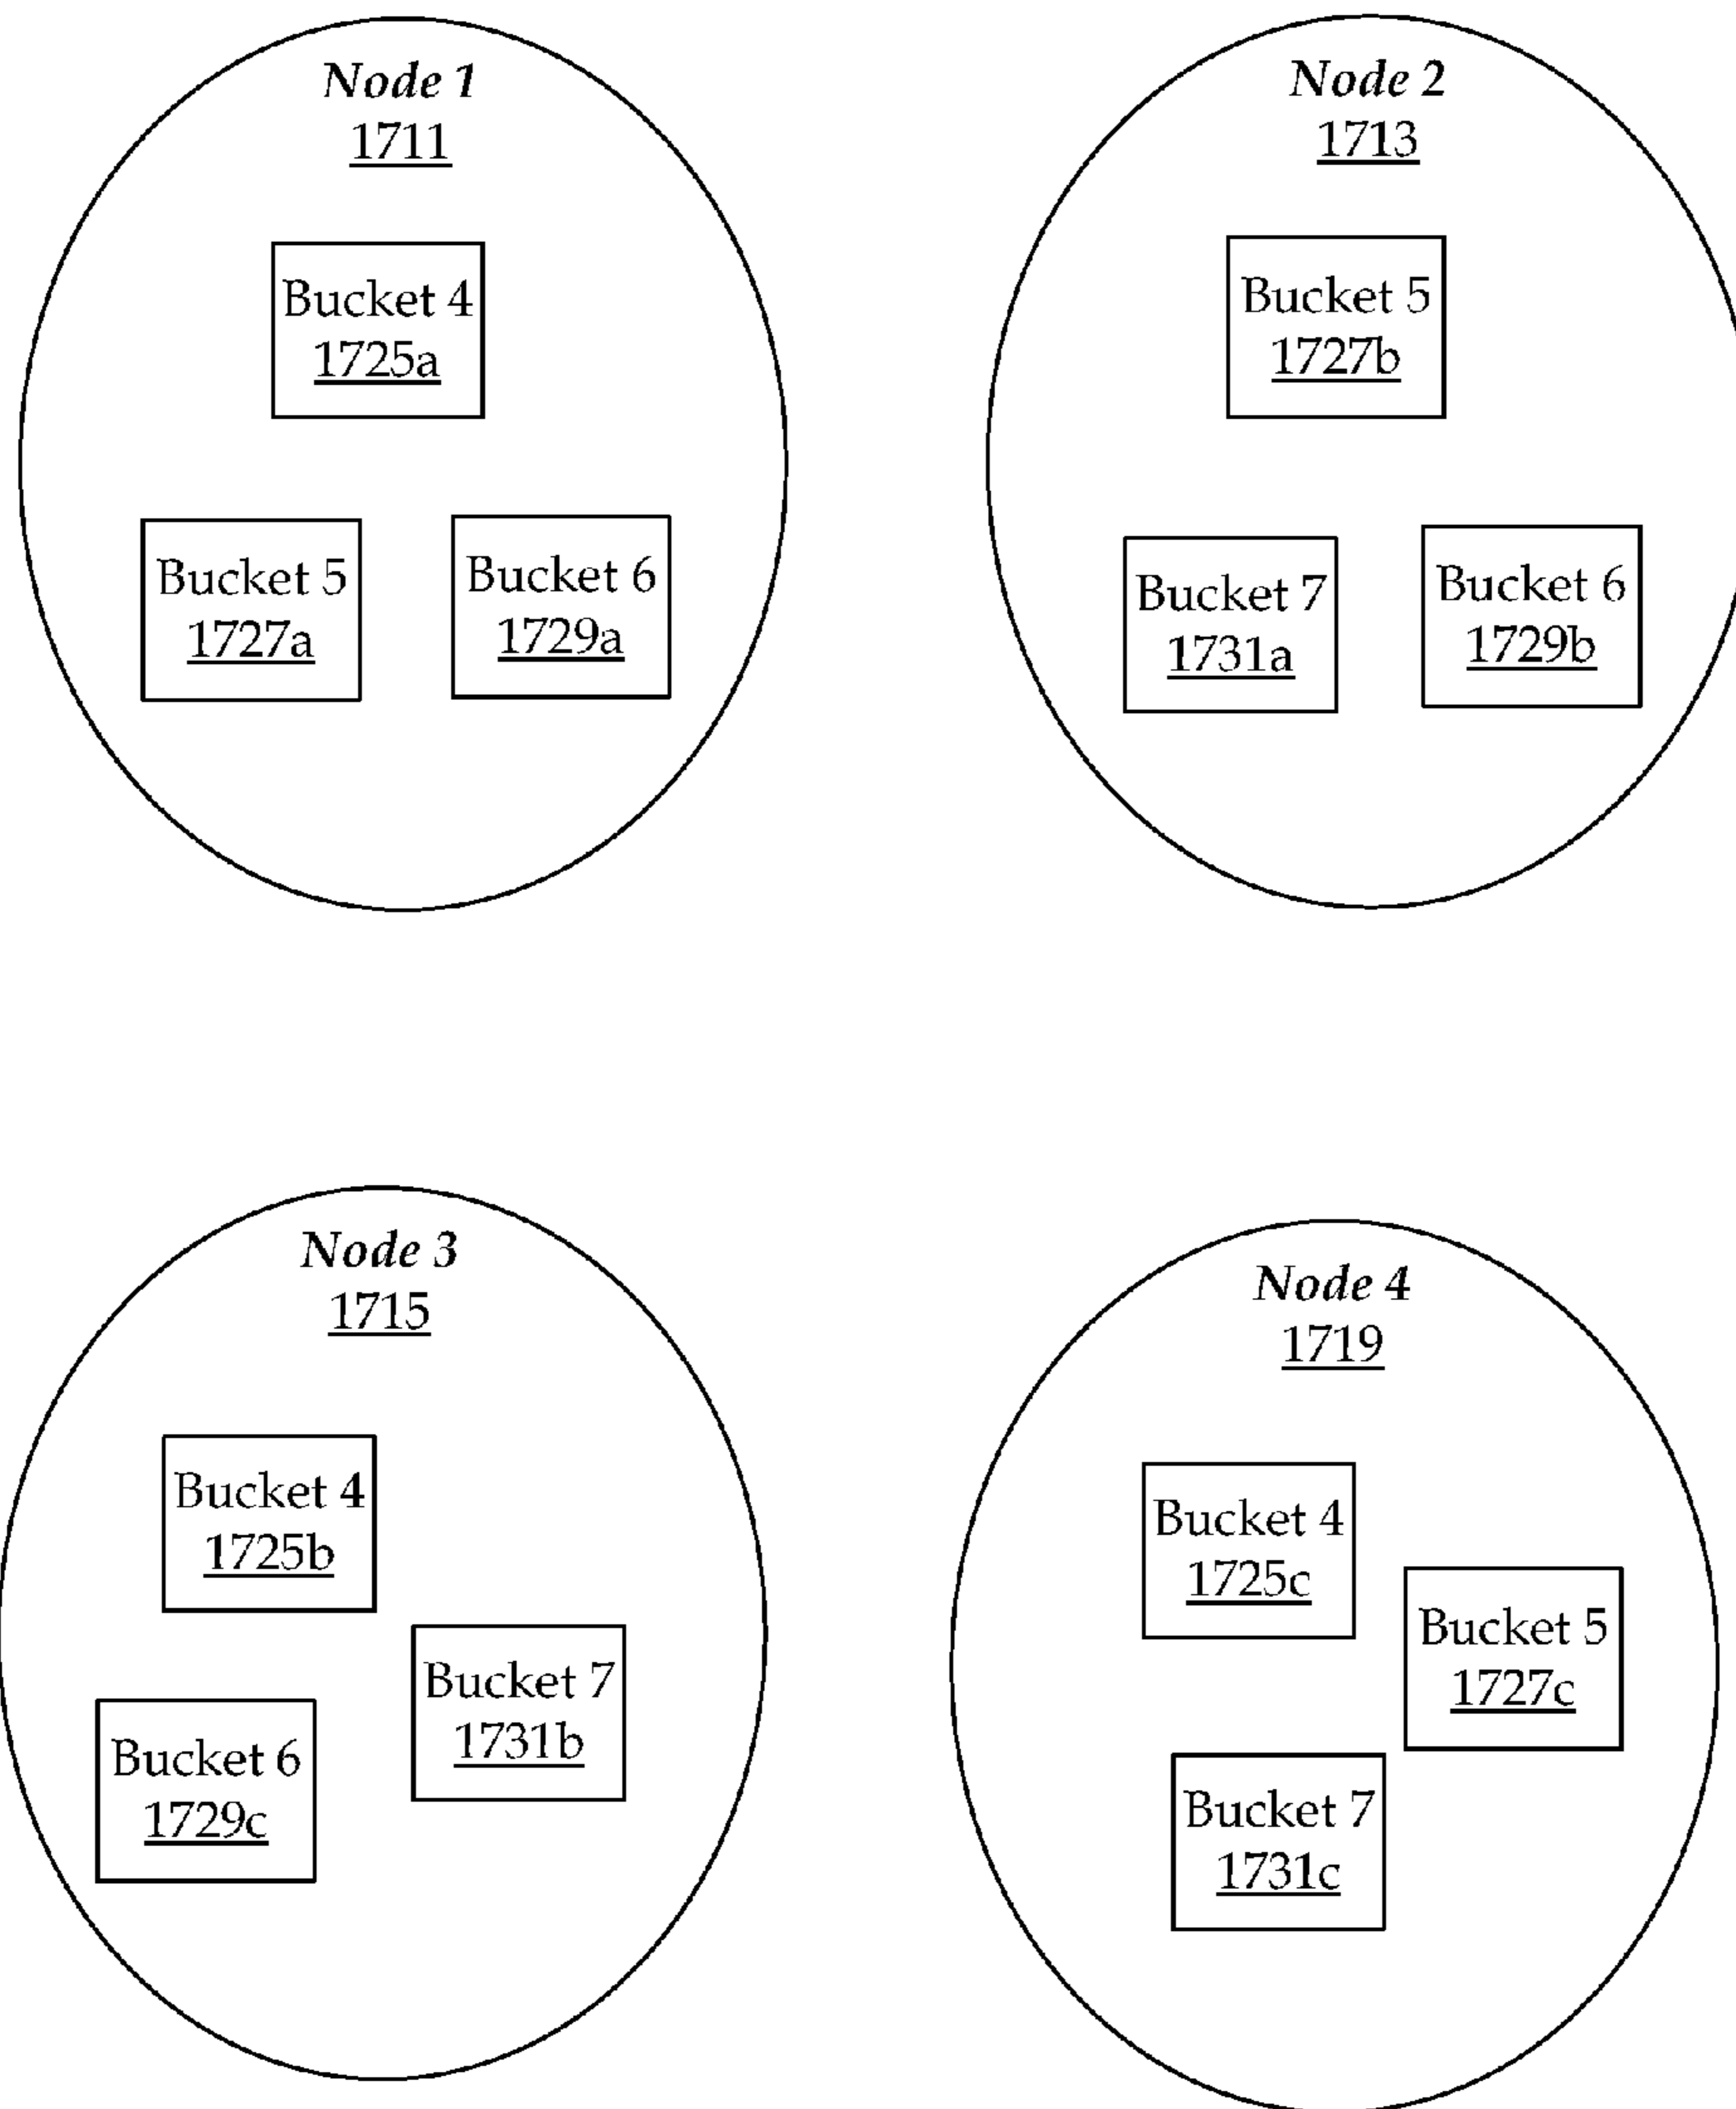 Node 1
1711
Bucket 4
1725a
Bucket 5
1727a
Bucket 6
1729a
Node 2
1713
Bucket 5
1727b
Bucket 7
1731a
Bucket 6
1729b
Node 3
1715
Bucket 4
1725b
Bucket 7
1731b
Bucket 6
1729c
Node 4
1719
Bucket 4
1725c
Bucket 5
1727c
Bucket 7
1731c